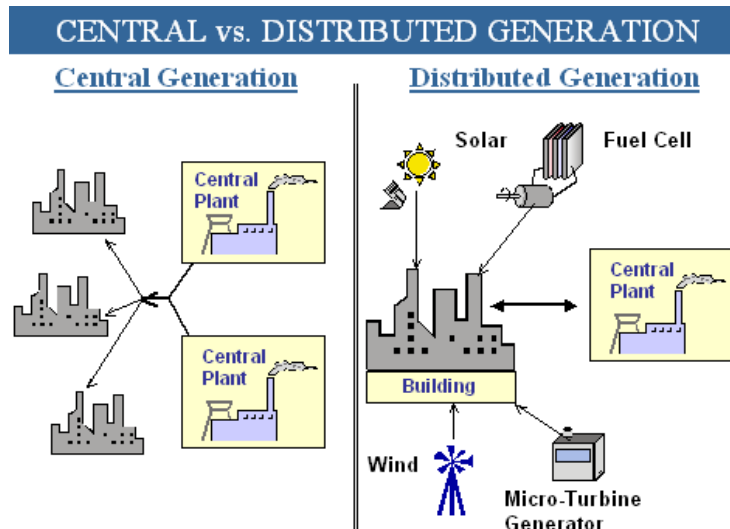 CENTRAL vs. DISTRIBUTED GENERATION
Central Generation
Central
Plant
Central
Plant
Distributed Generation
Solar
Fuel Cell
Central
Plant
Building
Wind
Micro-Turbine
Generator